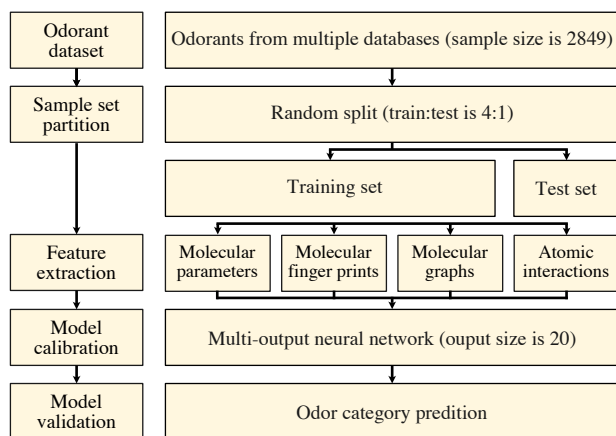 Odorant
dataset
Odorants from multiple databases (sample size is 2849)
Sample set
partition
Random split (train:test is 4:1)
Training set
Test set
Feature
extraction
Molecular
parameters
Molecular
finger prints
Molecular
graphs
Atomic
interactions
Model
calibration
Multi-output neural network (ouput size is 20)
Model
validation
Odor category predition